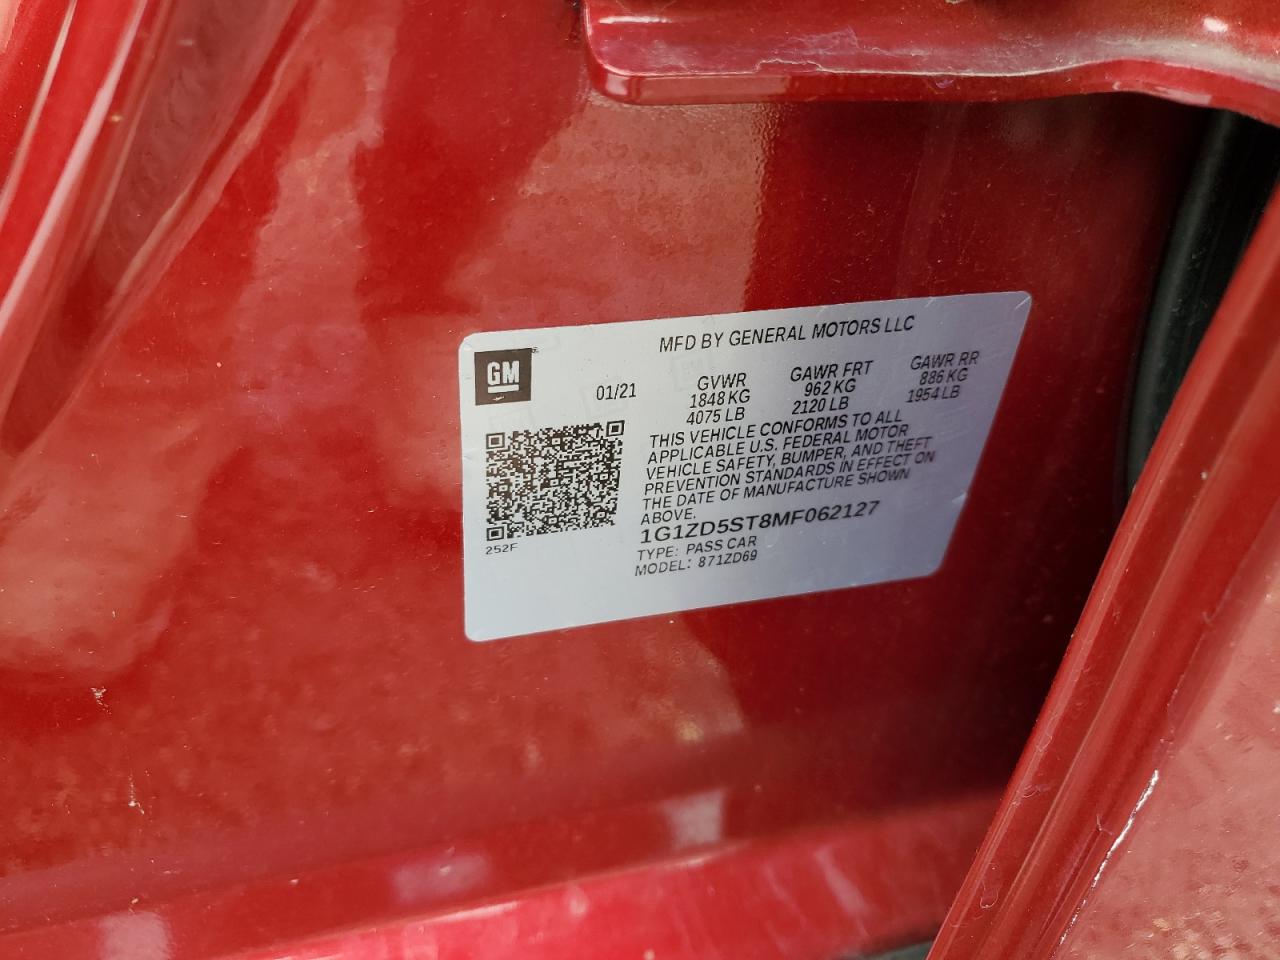 MFD BY GENERAL MOTORS LLC
GM
01/21
GVWR GAWR FRT GAWR RR
1848 KG 962 KG 886 KG
4075 LB 2120 LB 1954 LB
THIS VEHICLE CONFORMS TO ALL
APPLICABLE U.S. FEDERAL MOTOR
VEHICLE SAFETY, BUMPER, AND THEFT
PREVENTION STANDARDS IN EFFECT ON
THE DATE OF MANUFACTURE SHOWN
ABOVE.
1G1ZD5ST8MF062127
252F
TYPE: PASS CAR
MODEL: 871ZD69